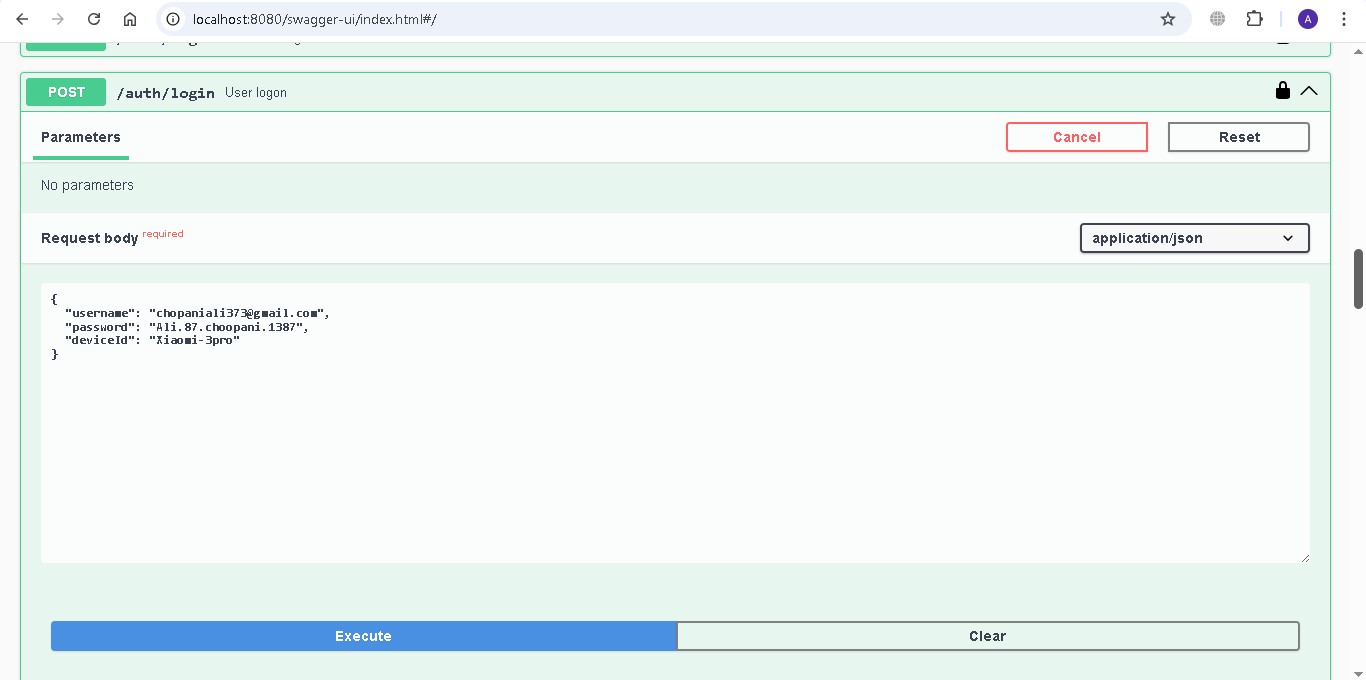 localhost:8080/swagger-ui/index.html#/
A
POST /auth/login User logon
Parameters
Cancel
Reset
No parameters
Request body required
application/json
{
"username": "chopaniali373@gmail.com",
"password": "Ali.87.choopani.1387",
"deviceId": "Xiaomi-3pro"
}
Execute
Clear